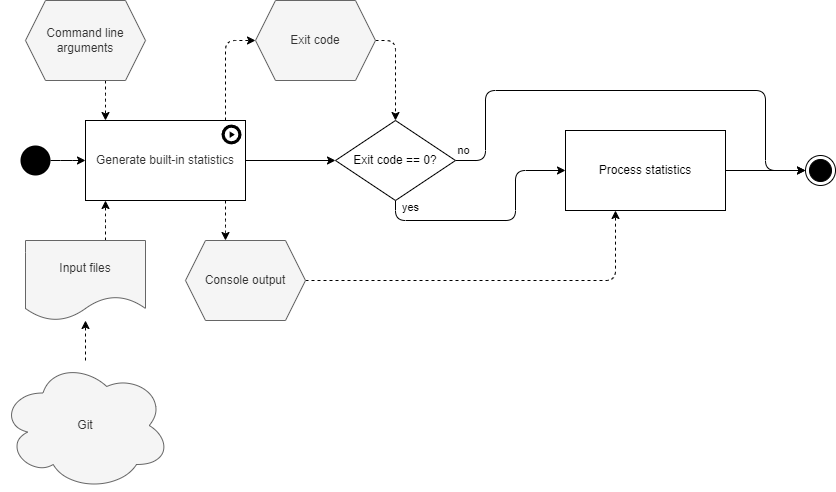 Command line
arguments
Exit code
Generate built-in statistics
Exit code == 0?
no
yes
Process statistics
Input files
Console output
Git